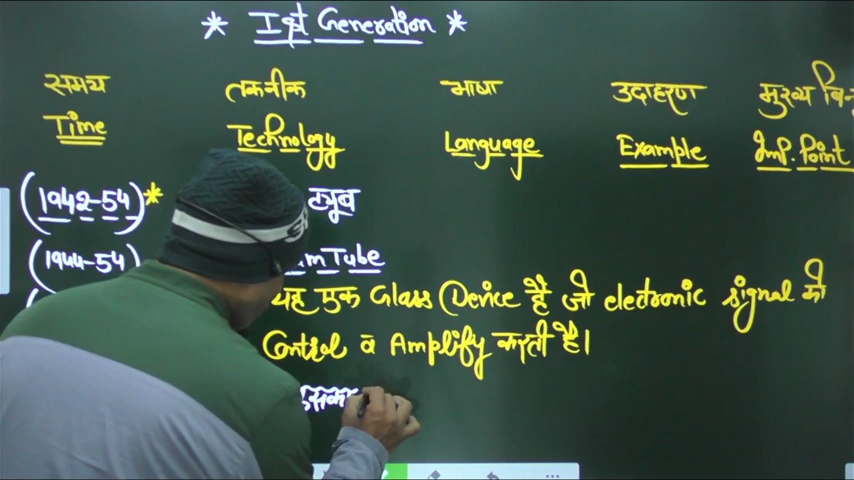 * Ist Generation *
समय तकनीक भाषा उदाहरण मुख्य
Time Technology Language Example Imp. Point
(1942-54)* ट्यूब
(1944-54) Tube
यह एक Glass Device है जो electronic signal को
Control व Amplify करती है।
इसका